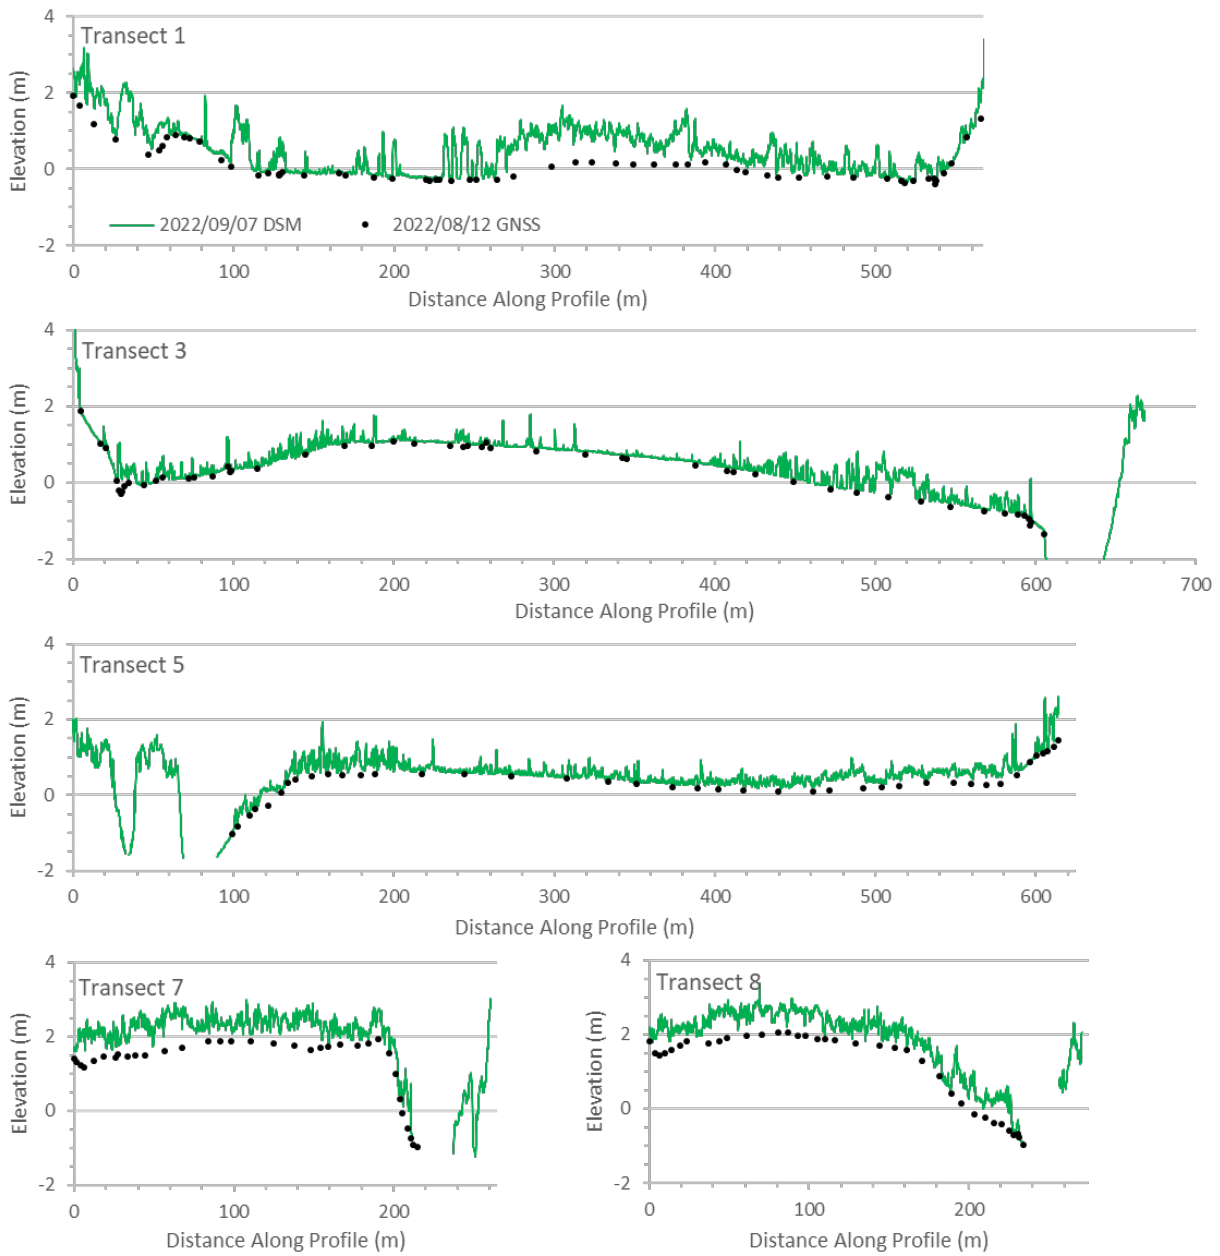 Transect 1
Elevation (m)
4
2
0
-2
2022/09/07 DSM
2022/08/12 GNSS
0 100 200 300 400 500
Distance Along Profile (m)
Transect 3
Elevation (m)
4
2
0
-2
0 100 200 300 400 500 600 700
Distance Along Profile (m)
Transect 5
Elevation (m)
4
2
0
-2
0 100 200 300 400 500 600
Distance Along Profile (m)
Transect 7
Elevation (m)
4
2
0
-2
0 100 200
Distance Along Profile (m)
Transect 8
Elevation (m)
4
2
0
-2
0 100 200
Distance Along Profile (m)